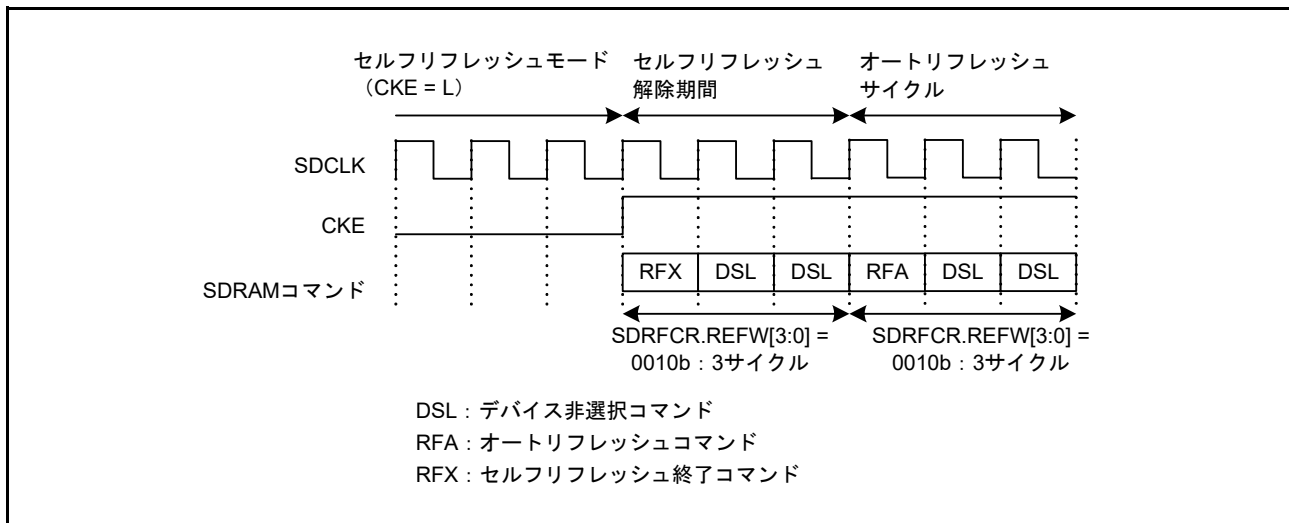 セルフリフレッシュモード
（CKE = L）
セルフリフレッシュ
解除期間
オートリフレッシュ
サイクル
SDCLK
CKE
SDRAMコマンド
RFX
DSL
DSL
RFA
DSL
DSL
SDRFCR.REFW[3:0] =
0010b：3サイクル
SDRFCR.REFW[3:0] =
0010b：3サイクル
DSL：デバイス非選択コマンド
RFA：オートリフレッシュコマンド
RFX：セルフリフレッシュ終了コマンド